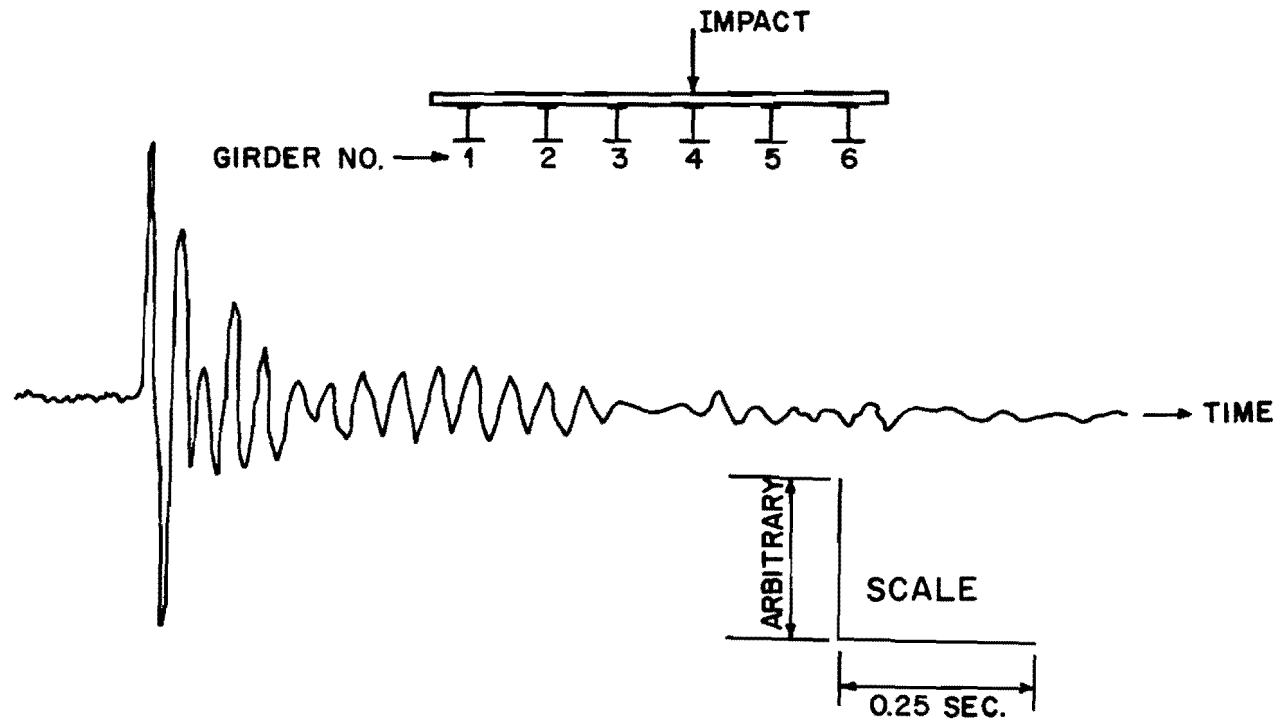 IMPACT
GIRDER NO. 1 2 3 4 5 6
TIME
ARBITRARY
SCALE
0.25 SEC.